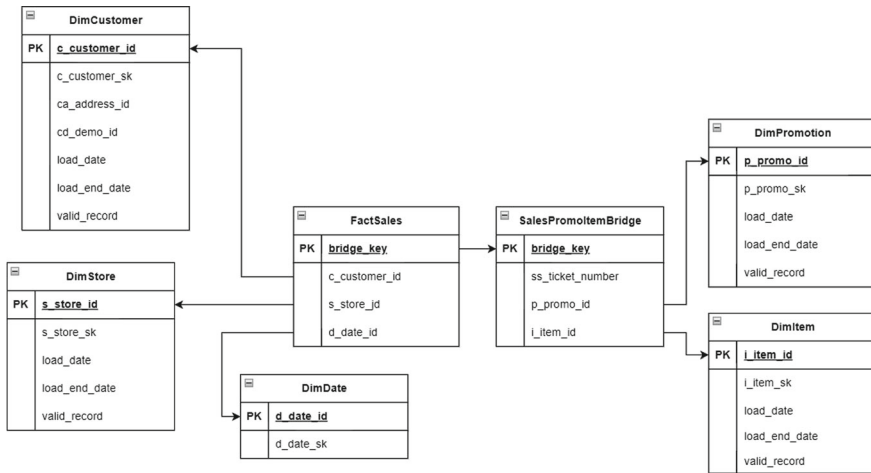 DimCustomer
PK c_customer_id
c_customer_sk
ca_address_id
cd_demo_id
load_date
load_end_date
valid_record
DimStore
PK s_store_id
s_store_sk
load_date
load_end_date
valid_record
FactSales
PK bridge_key
c_customer_id
s_store_id
d_date_id
DimDate
PK d_date_id
d_date_sk
SalesPromoItemBridge
PK bridge_key
ss_ticket_number
p_promo_id
i_item_id
DimPromotion
PK p_promo_id
p_promo_sk
load_date
load_end_date
valid_record
DimItem
PK i_item_id
i_item_sk
load_date
load_end_date
valid_record